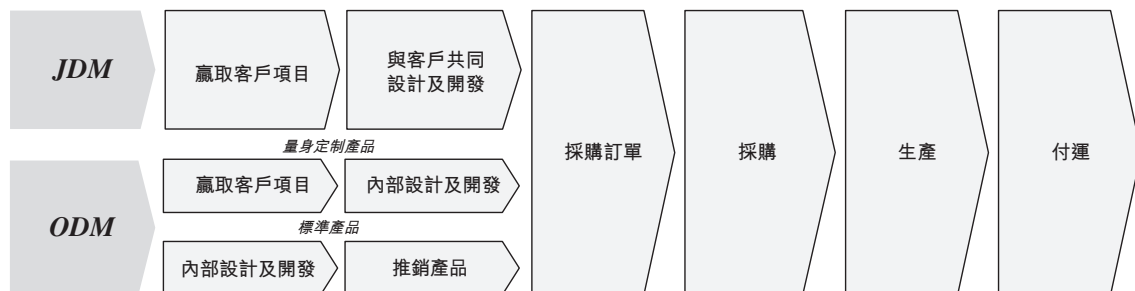 JDM
贏取客戶項目
與客戶共同
設計及開發
量身定制產品
ODM
贏取客戶項目
內部設計及開發
標準產品
內部設計及開發
推銷產品
採購訂單
採購
生產
付運